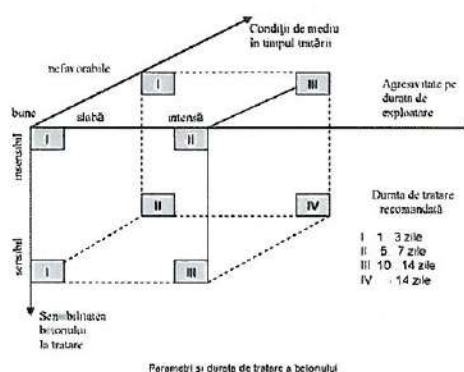 Condiții de mediu
în timpul tratării
nefavorabile
I
III
Agresivitate pe
durata de
exploatare
bune
slabă
intensă
I
II
insensibil
II
IV
Durata de tratare
recomandată
I 1 3 zile
II 5 7 zile
III 10 14 zile
IV 14 zile
sensibil
I
III
Sensibilitatea
betonului
la tratare
Parametri si durata de tratare a betonului